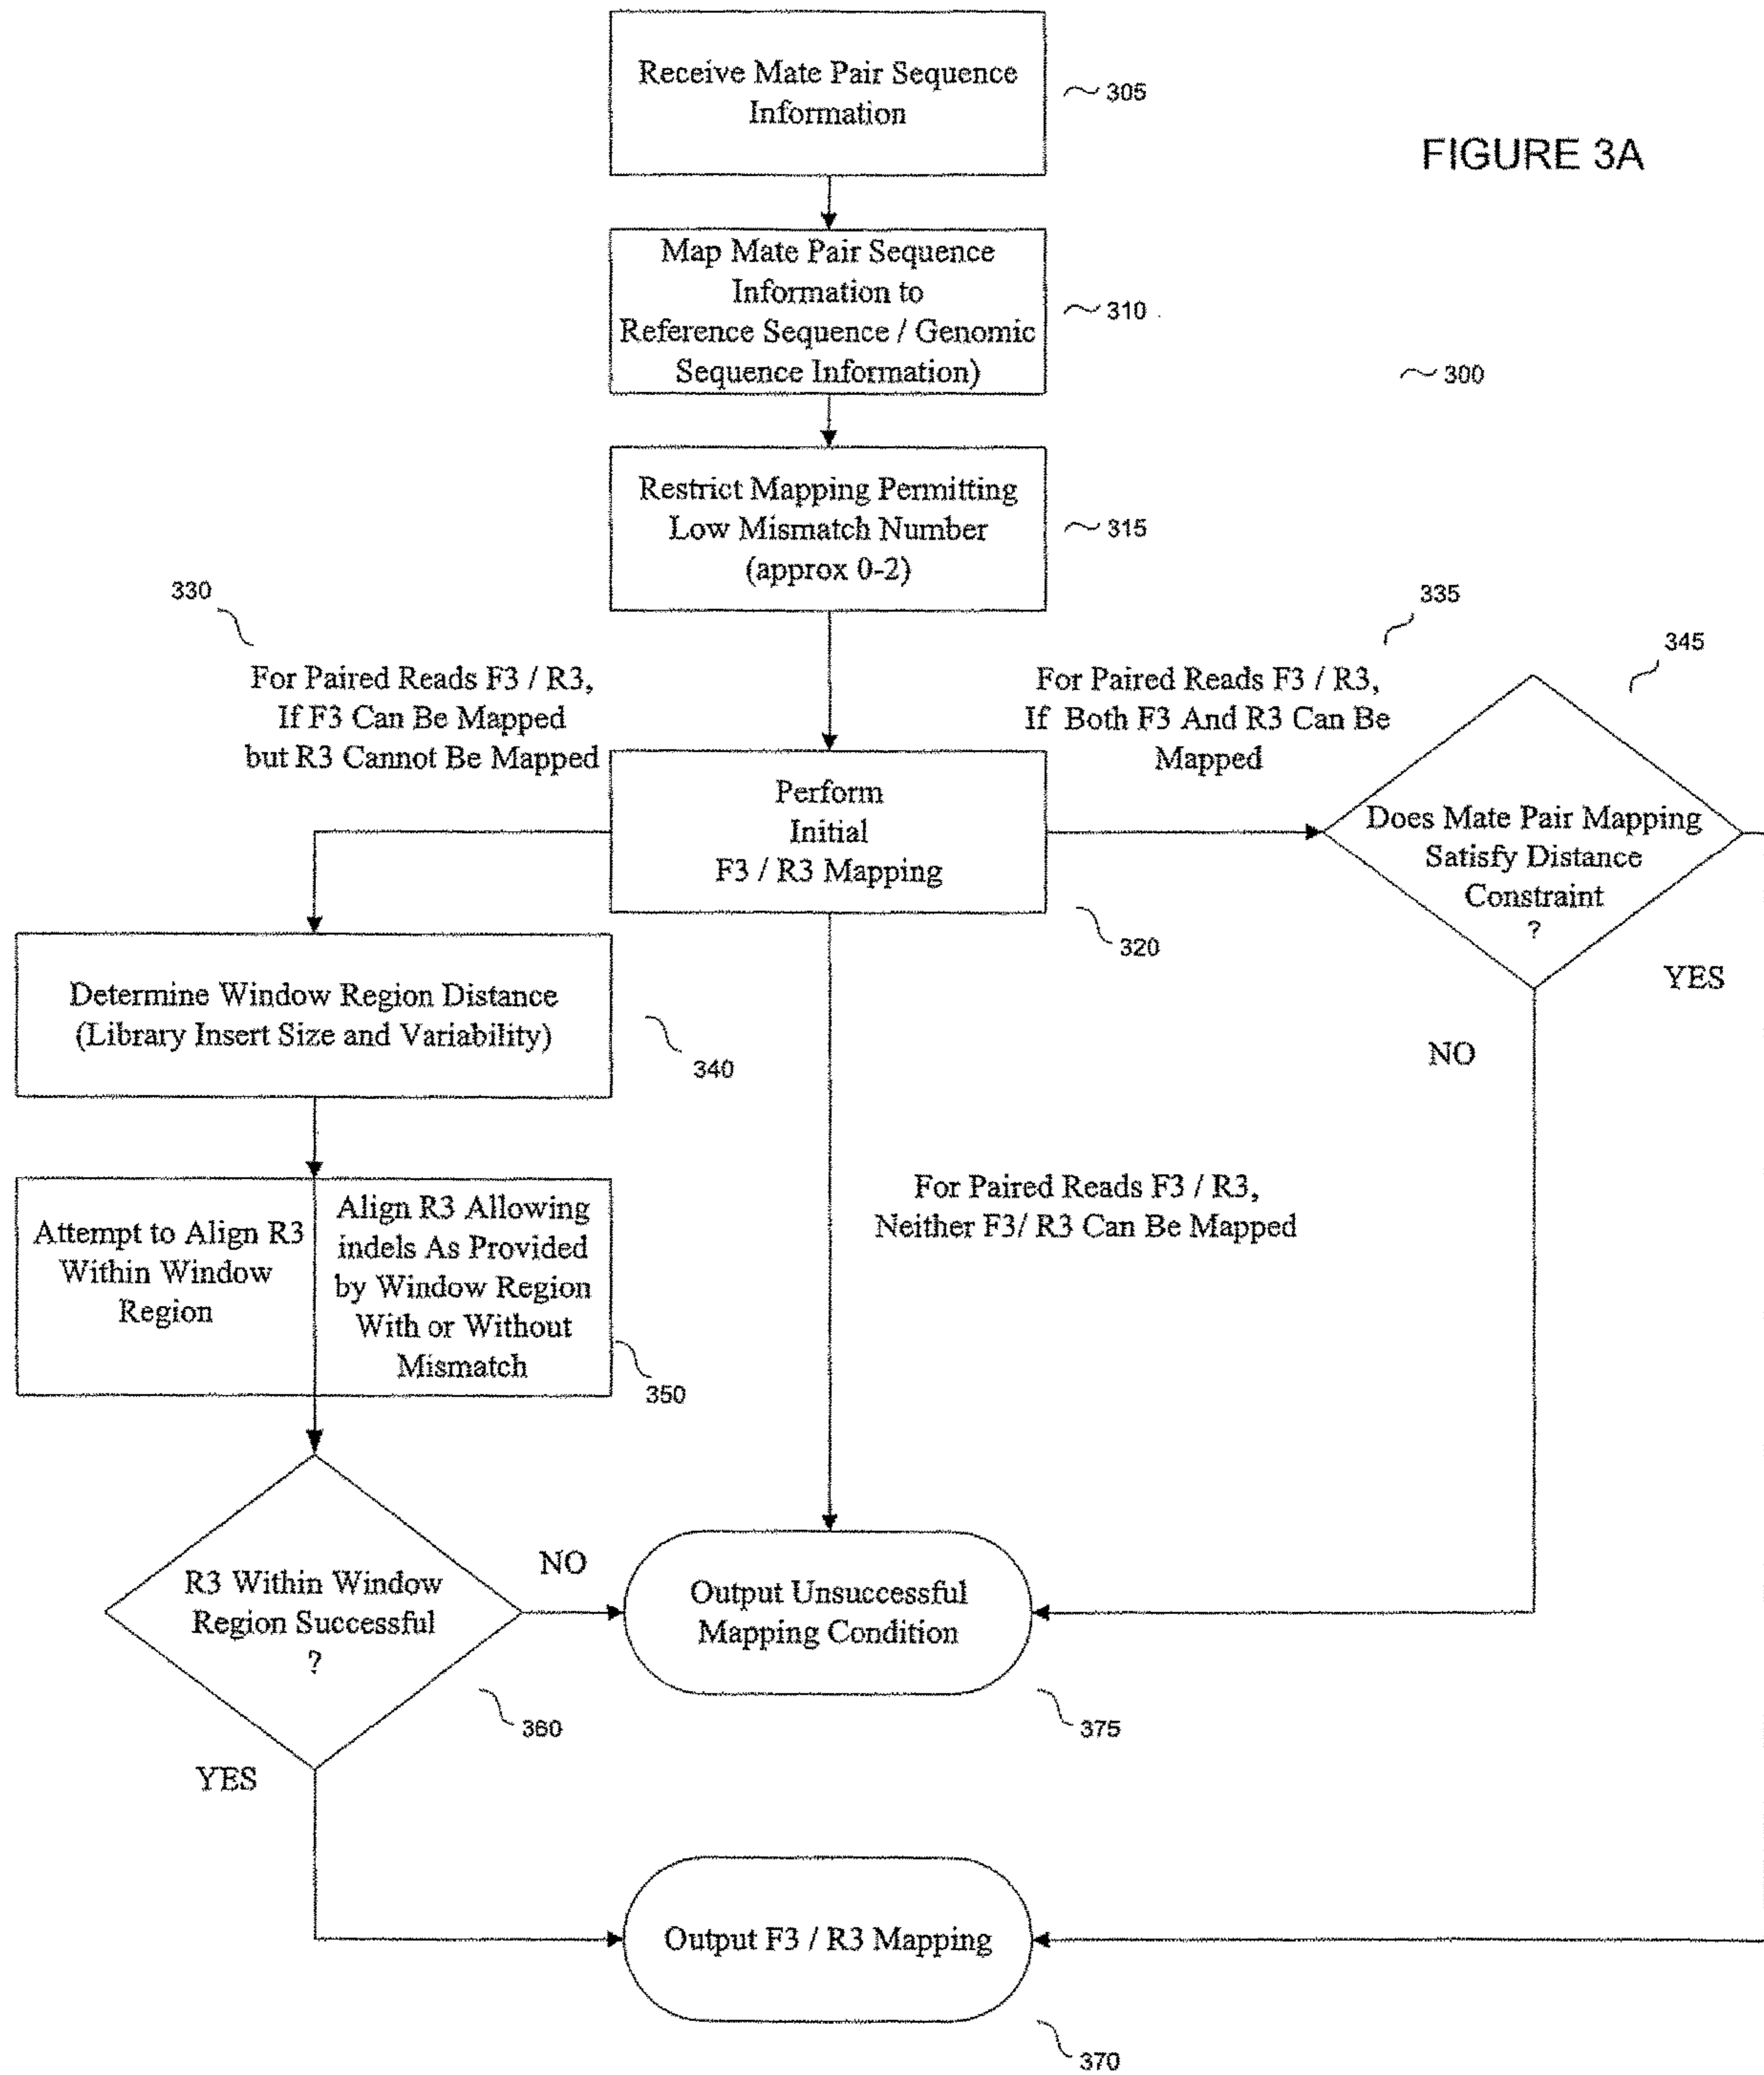 Receive Mate Pair Sequence
Information
305
FIGURE 3A
Map Mate Pair Sequence
Information to
Reference Sequence / Genomic
Sequence Information)
310
300
Restrict Mapping Permitting
Low Mismatch Number
(approx 0-2)
315
330
For Paired Reads F3 / R3,
If F3 Can Be Mapped
but R3 Cannot Be Mapped
335
For Paired Reads F3 / R3,
If Both F3 And R3 Can Be
Mapped
345
Perform
Initial
F3 / R3 Mapping
320
Does Mate Pair Mapping
Satisfy Distance
Constraint
?
YES
NO
Determine Window Region Distance
(Library Insert Size and Variability)
340
Attempt to Align R3
Within Window
Region
Align R3 Allowing
indels As Provided
by Window Region
With or Without
Mismatch
350
For Paired Reads F3 / R3,
Neither F3/ R3 Can Be Mapped
R3 Within Window
Region Successful
?
360
NO
YES
Output Unsuccessful
Mapping Condition
375
Output F3 / R3 Mapping
370